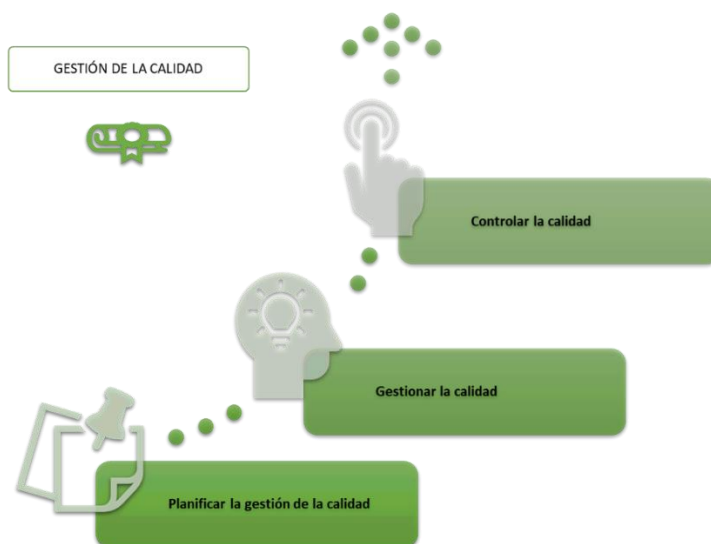 GESTIÓN DE LA CALIDAD
Controlar la calidad
Gestionar la calidad
Planificar la gestión de la calidad